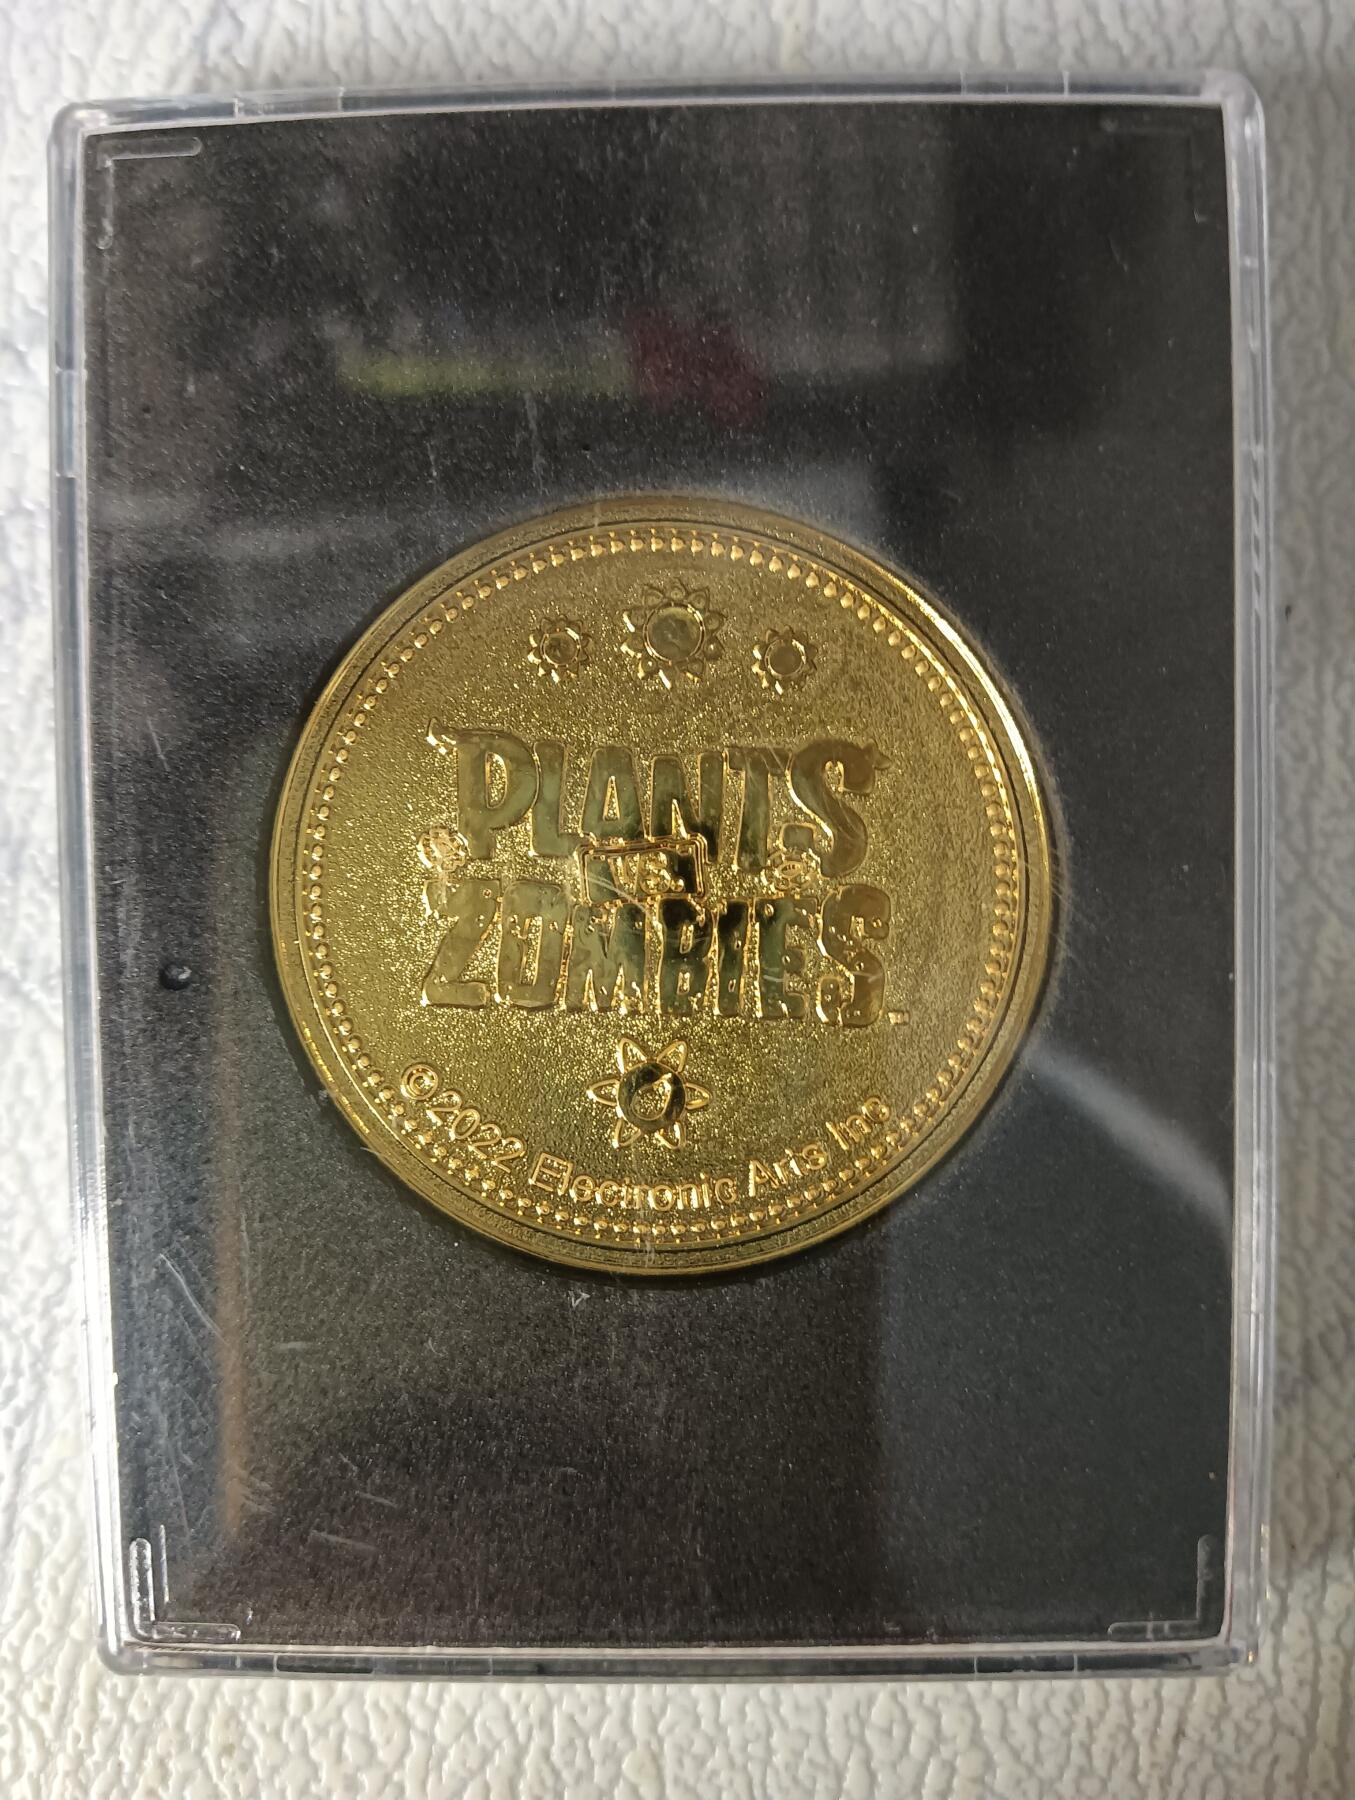 PLANTS
VS.
ZOMBIES
©2022 Electronic Arts Inc